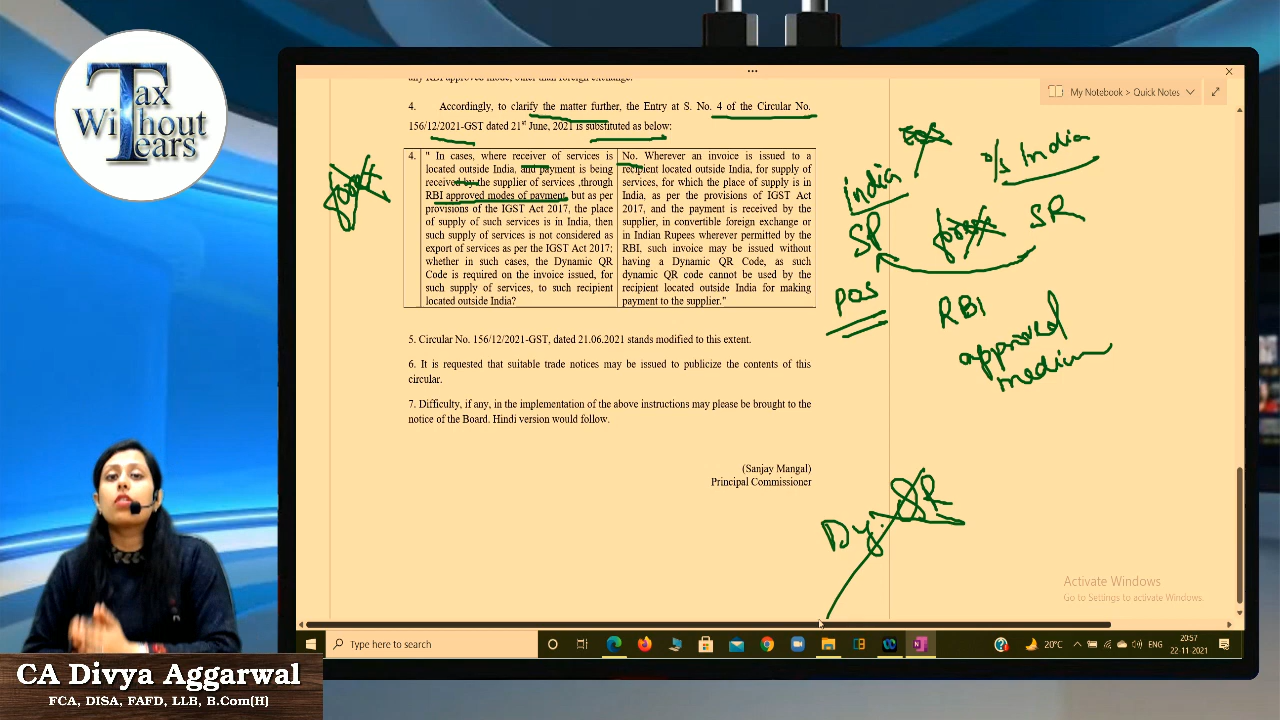 Tax
Without
Tears
any RBI approved mode, other than foreign exchange.
4. Accordingly, to clarify the matter further, the Entry at S. No. 4 of the Circular No.
156/12/2021-GST dated 21st June, 2021 is substituted as below:
4.
" In cases, where receiver of services is
located outside India, and payment is being
received by the supplier of services ,through
RBI approved modes of payment, but as per
provisions of the IGST Act 2017, the place
of supply of such services is in India, then
such supply of services is not considered as
export of services as per the IGST Act 2017;
whether in such cases, the Dynamic QR
Code is required on the invoice issued, for
such supply of services, to such recipient
located outside India?
No. Wherever an invoice is issued to a
recipient located outside India, for supply of
services, for which the place of supply is in
India, as per the provisions of IGST Act
2017, and the payment is received by the
supplier, in convertible foreign exchange or
in Indian Rupees wherever permitted by the
RBI, such invoice may be issued without
having a Dynamic QR Code, as such
dynamic QR code cannot be used by the
recipient located outside India for making
payment to the supplier."
5. Circular No. 156/12/2021-GST, dated 21.06.2021 stands modified to this extent.
6. It is requested that suitable trade notices may be issued to publicize the contents of this
circular.
7. Difficulty, if any, in the implementation of the above instructions may please be brought to the
notice of the Board. Hindi version would follow.
(Sanjay Mangal)
Principal Commissioner
My Notebook > Quick Notes
EOS
India
o/s India
SR
forex
SR
POS
RBI
approved
medium
Dy. QR
Activate Windows
Go to Settings to activate Windows.
Type here to search
20°C
ENG
20:57
22-11-2021
CA Divya Aggarwal
FCA, DISA, FAFD, LLB, B.Com(H)